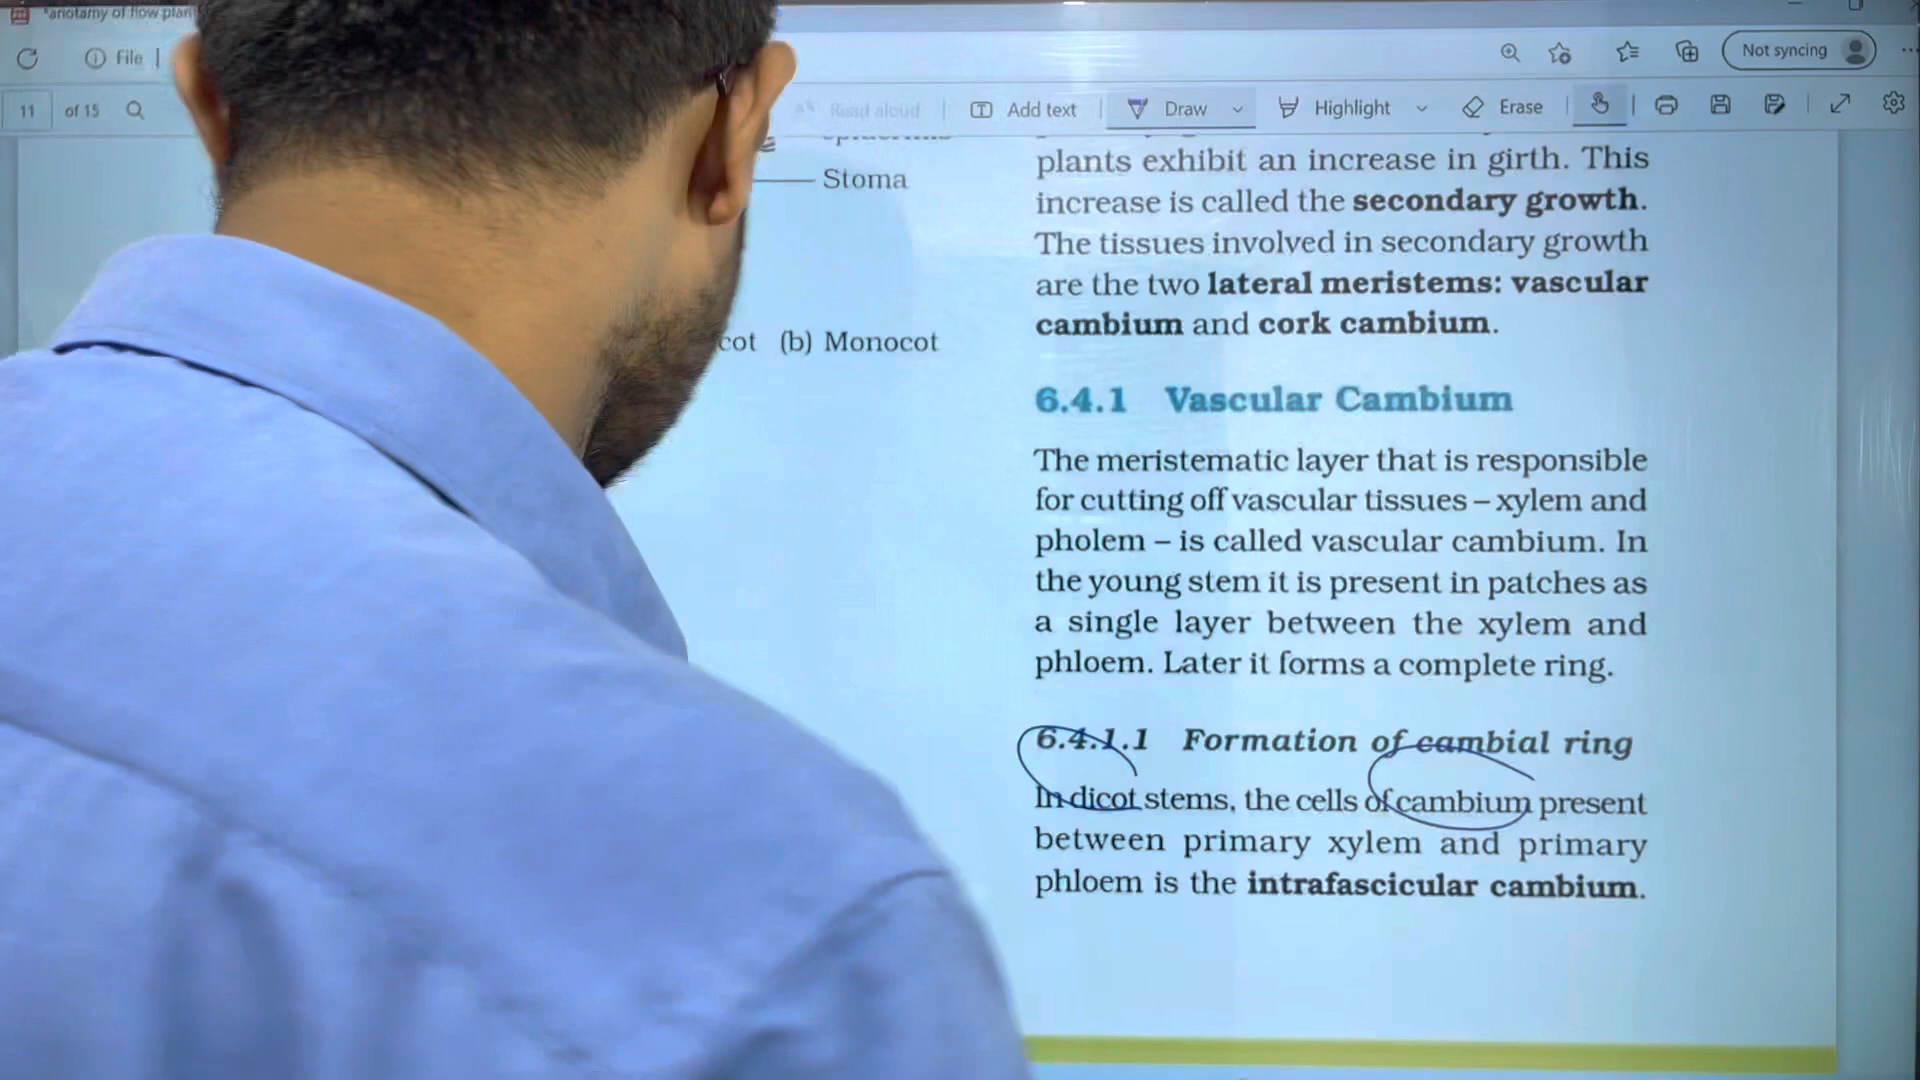 "anotamy of flow plan
File
Not syncing
11 of 15
Read aloud
Add text
Draw
Highlight
Erase
Stoma
cot (b) Monocot
plants exhibit an increase in girth. This
increase is called the secondary growth.
The tissues involved in secondary growth
are the two lateral meristems: vascular
cambium and cork cambium.
6.4.1 Vascular Cambium
The meristematic layer that is responsible
for cutting off vascular tissues – xylem and
pholem – is called vascular cambium. In
the young stem it is present in patches as
a single layer between the xylem and
phloem. Later it forms a complete ring.
6.4.1.1 Formation of cambial ring
In dicot stems, the cells of cambium present
between primary xylem and primary
phloem is the intrafascicular cambium.